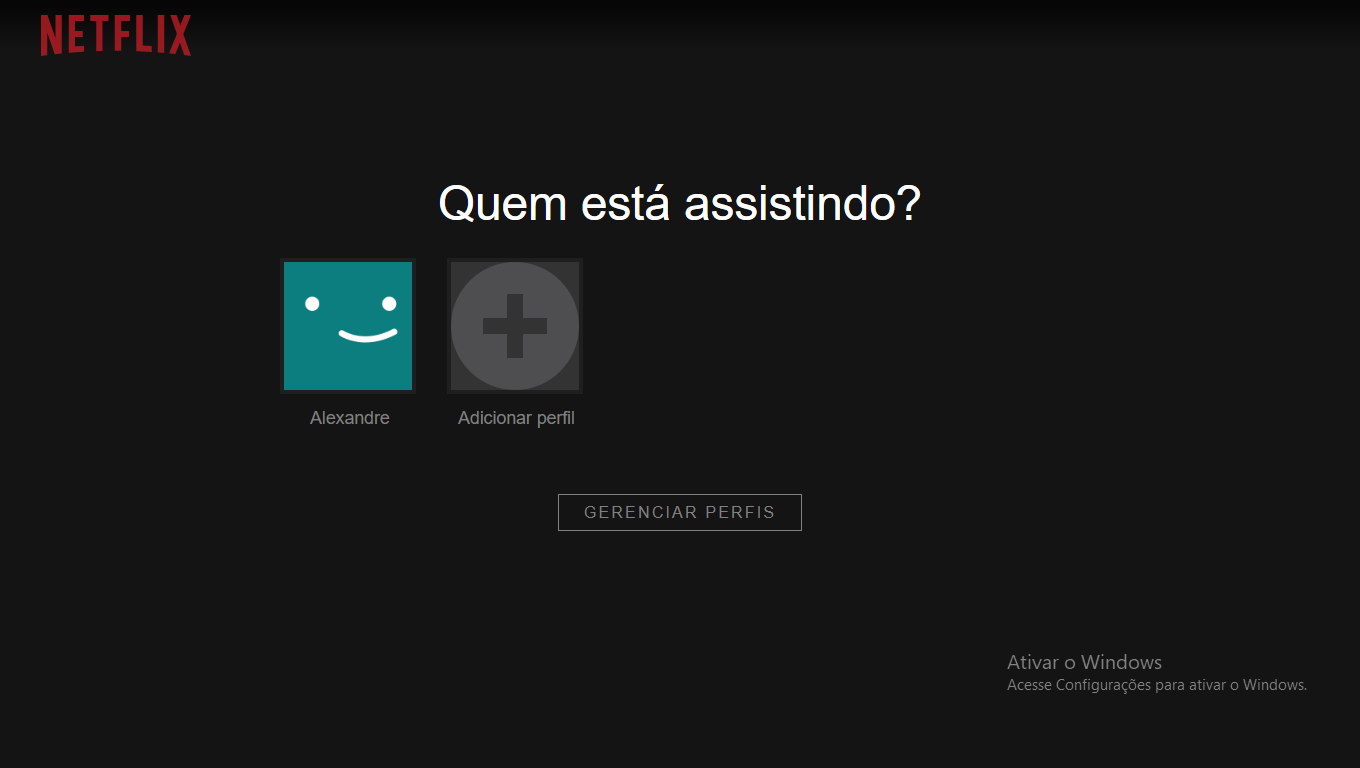 NETFLIX
Quem está assistindo?
Alexandre
Adicionar perfil
GERENCIAR PERFIS
Ativar o Windows
Acesse Configurações para ativar o Windows.